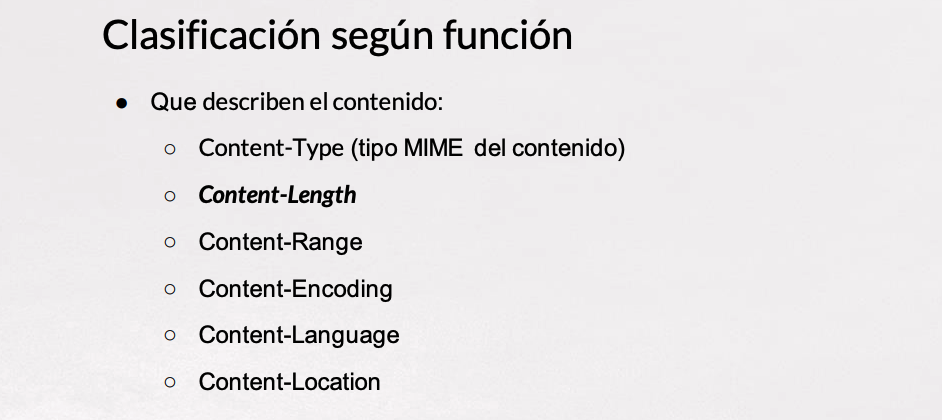 Clasificación según función
● Que describen el contenido:
○ Content-Type (tipo MIME del contenido)
○ Content-Length
○ Content-Range
○ Content-Encoding
○ Content-Language
○ Content-Location